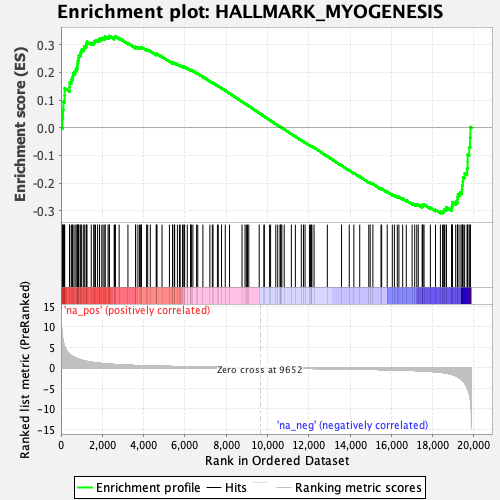 Enrichment plot: HALLMARK_MYOGENESIS
Enrichment score (ES)
0.3
0.2
0.1
0.0
-0.1
-0.2
-0.3
Ranked list metric (PreRanked)
'na_pos' (positively correlated)
15
10
5
0
-5
-10
-15
Zero cross at 9652
'na_neg' (negatively correlated)
0
2,000
4,000
6,000
8,000
10,000
12,000
14,000
16,000
18,000
20,000
Rank in Ordered Dataset
Enrichment profile
Hits
Ranking metric scores